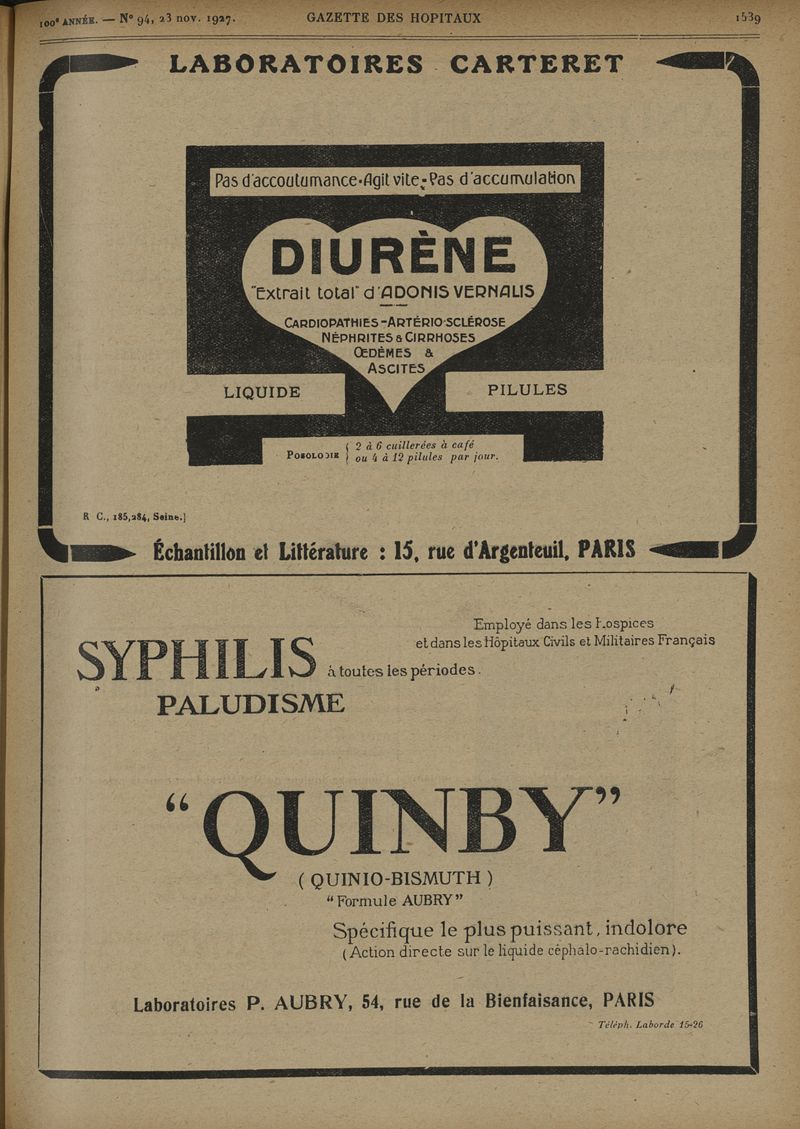 100e ANNÉE. — N° 94, 23 nov. 1927.
GAZETTE DES HOPITAUX
1539
LABORATOIRES CARTERET
Pas d'accoutumance•Agit vite•Pas d'accumulation
DIURÈNE
"Extrait total" d'ADONIS VERNALIS
CARDIOPATHIES-ARTÉRIO-SCLÉROSE
NÉPHRITES & CIRRHOSES
ŒDÈMES &
ASCITES
LIQUIDE
PILULES
POSOLOGIE { 2 à 6 cuillerées à café
ou 4 à 12 pilules par jour.
R C., 185,284, Seine.]
Échantillon et Littérature : 15, rue d'Argenteuil, PARIS
Employé dans les Hospices
et dans les Hôpitaux Civils et Militaires Français
SYPHILIS à toutes les périodes.
PALUDISME
“QUINBY”
( QUINIO-BISMUTH )
“Formule AUBRY”
Spécifique le plus puissant, indolore
(Action directe sur le liquide céphalo-rachidien).
Laboratoires P. AUBRY, 54, rue de la Bienfaisance, PARIS
Téléph. Laborde 15-26